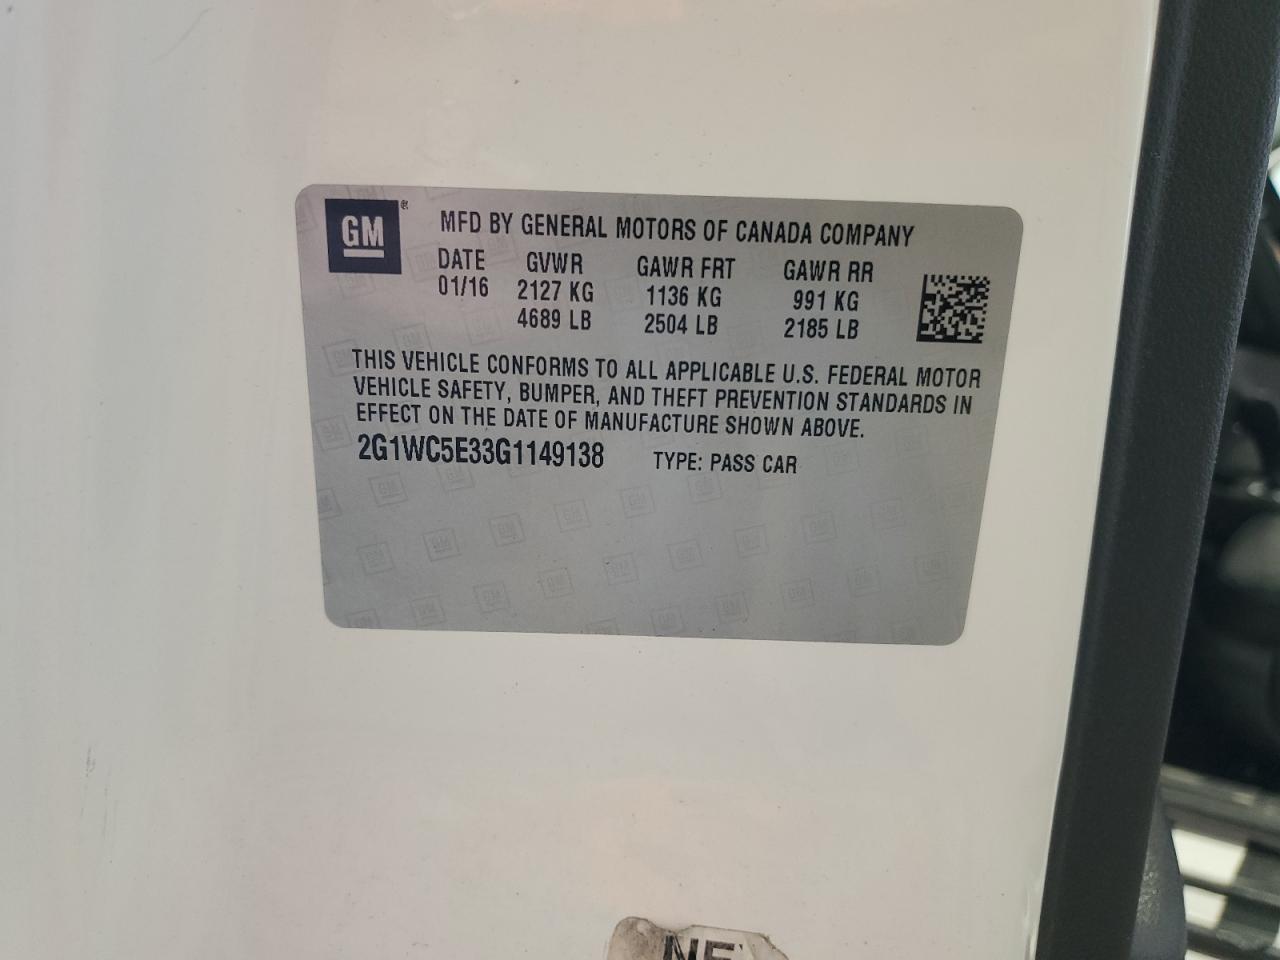 GM®
MFD BY GENERAL MOTORS OF CANADA COMPANY
DATE GVWR GAWR FRT GAWR RR
01/16 2127 KG 1136 KG 991 KG
4689 LB 2504 LB 2185 LB
THIS VEHICLE CONFORMS TO ALL APPLICABLE U.S. FEDERAL MOTOR
VEHICLE SAFETY, BUMPER, AND THEFT PREVENTION STANDARDS IN
EFFECT ON THE DATE OF MANUFACTURE SHOWN ABOVE.
2G1WC5E33G1149138 TYPE: PASS CAR